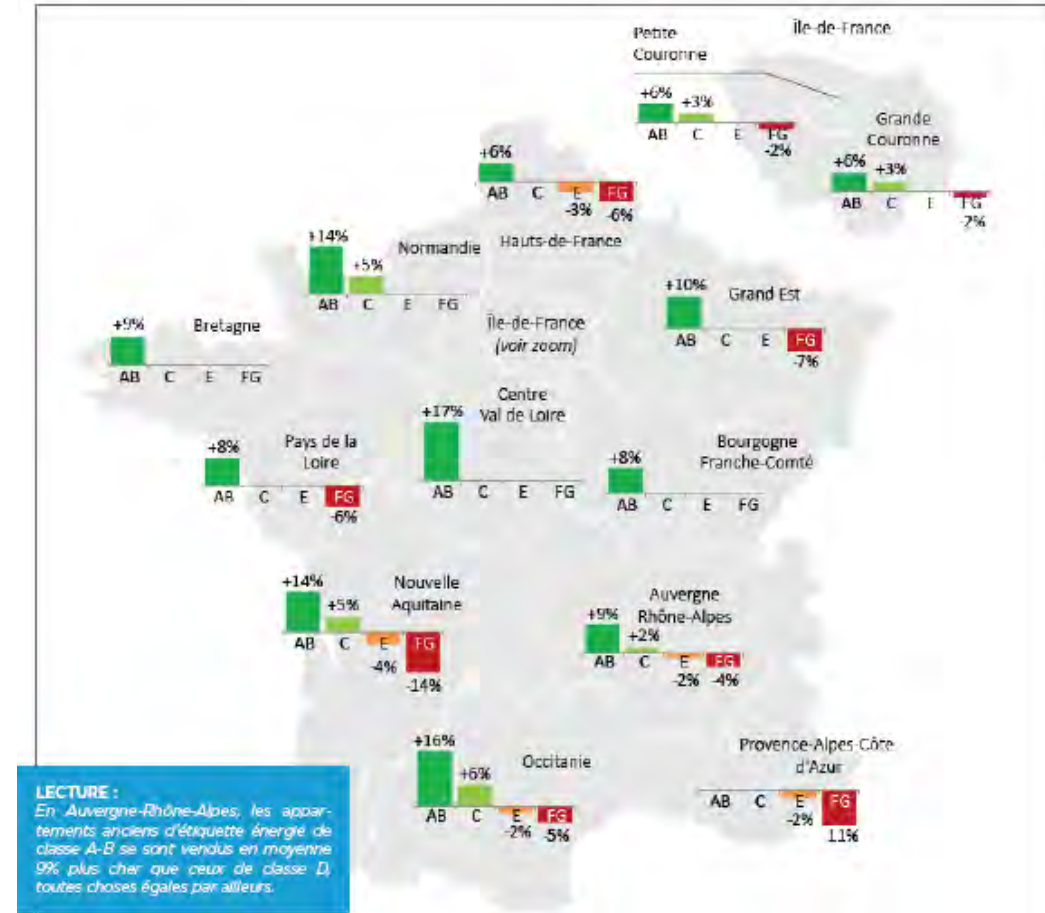 Petite
Couronne
Île-de-France
+6%
+3%
AB C E FG
-2%
Grande
Couronne
+6% +3%
AB C E FG
-2%
+6%
AB C E FG
-3% -6%
Hauts-de-France
+14%
+5%
Normandie
AB C E FG
+10%
Grand Est
AB C E FG
-7%
+9%
Bretagne
AB C E FG
Île-de-France
(voir zoom)
Centre
Val de Loire
+17%
AB C E FG
+8%
Pays de la
Loire
AB C E FG
-6%
+8%
Bourgogne
Franche-Comté
AB C E FG
+14%
+5%
Nouvelle
Aquitaine
AB C E FG
-4%
-14%
Auvergne
Rhône-Alpes
+9%
+2%
AB C E FG
-2% -4%
+16%
+6%
Occitanie
AB C E FG
-2% -5%
Provence-Alpes-Côte
d'Azur
AB C E FG
-2%
11%
LECTURE :
En Auvergne-Rhône-Alpes, les appar-
tements anciens d'étiquette énergie de
classe A-B se sont vendus en moyenne
9% plus cher que ceux de classe D,
toutes choses égales par ailleurs.